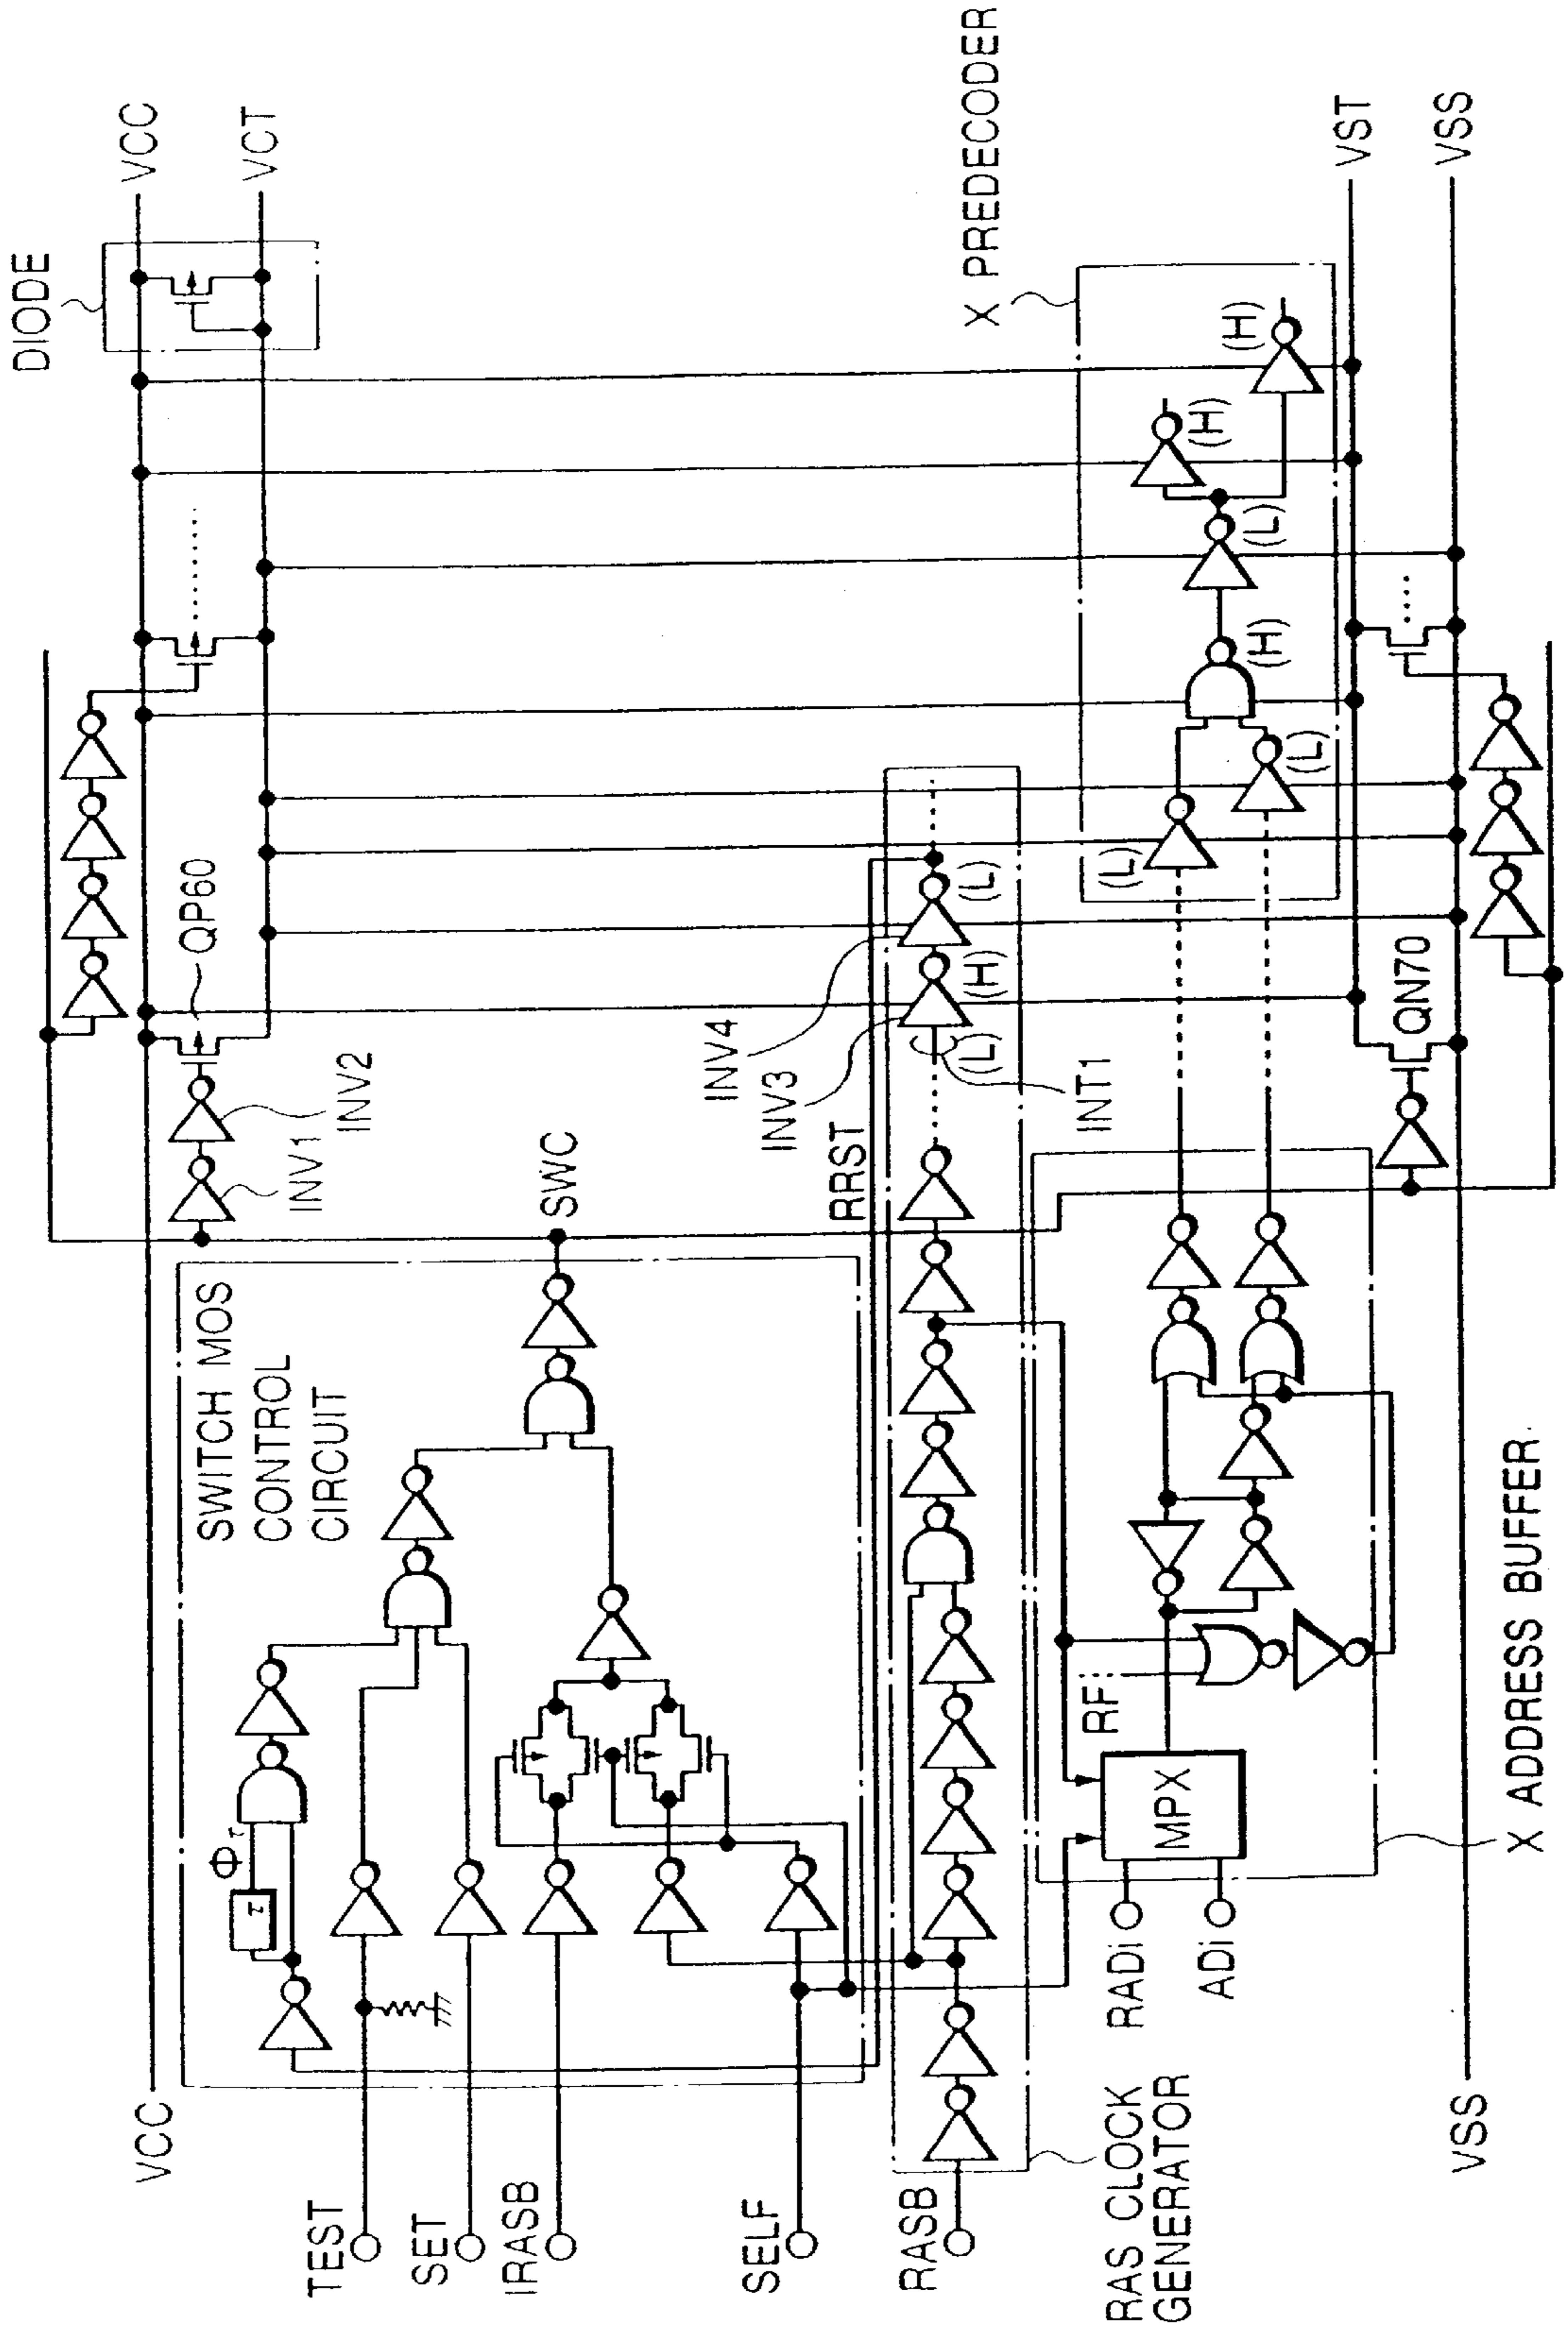 DIODE
VCC
VCT
X PREDECODER
VST
VSS
QP60
INV1
INV2
SWC
SWITCH MOS
CONTROL
CIRCUIT
ϕτ
τ
VCC
TEST
SET
IRASB
SELF
RASB
RRST
INV4
INV3
INT1
(L)
(H)
(L)
(L)
(L)
(H)
(L)
(H)
(H)
QN70
RAS CLOCK
GENERATOR
RADi
ADi
MPX
RF
X ADDRESS BUFFER
VSS